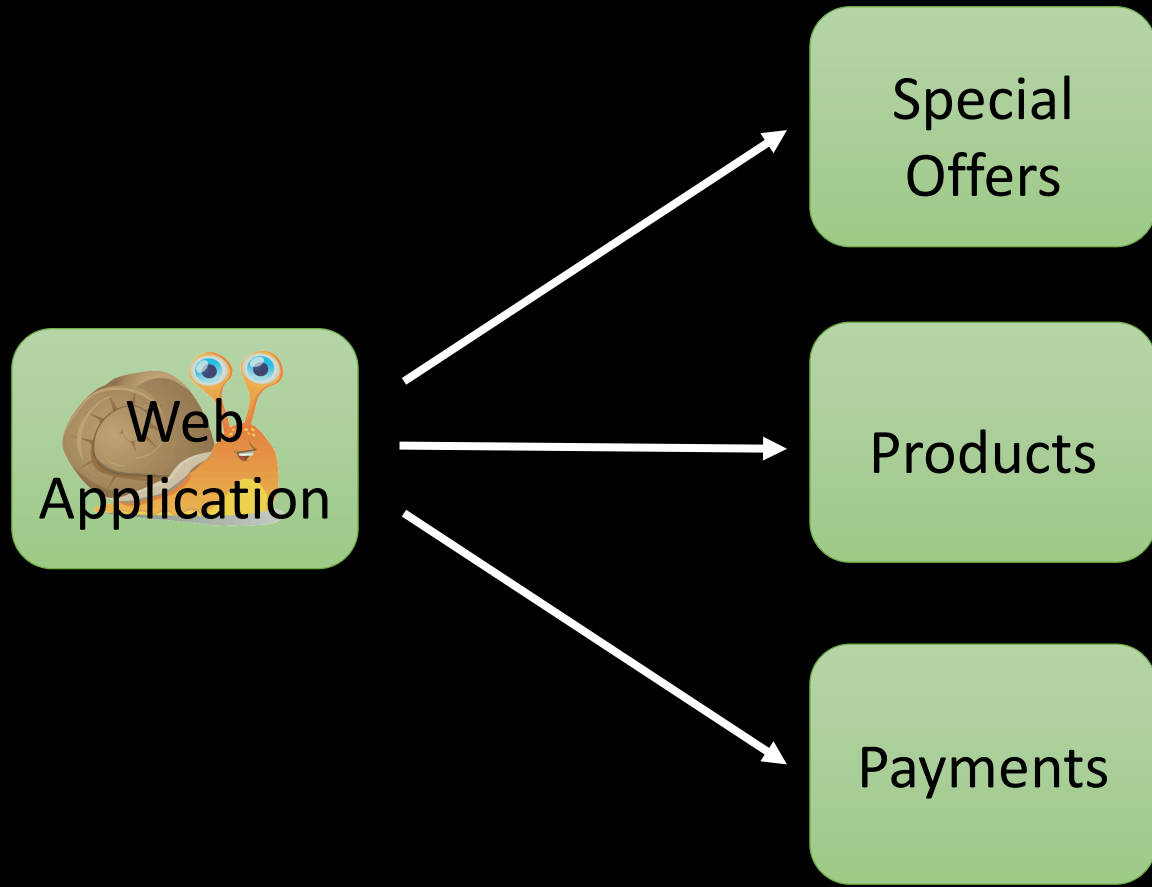 Special
Offers
Web
Application
Products
Payments